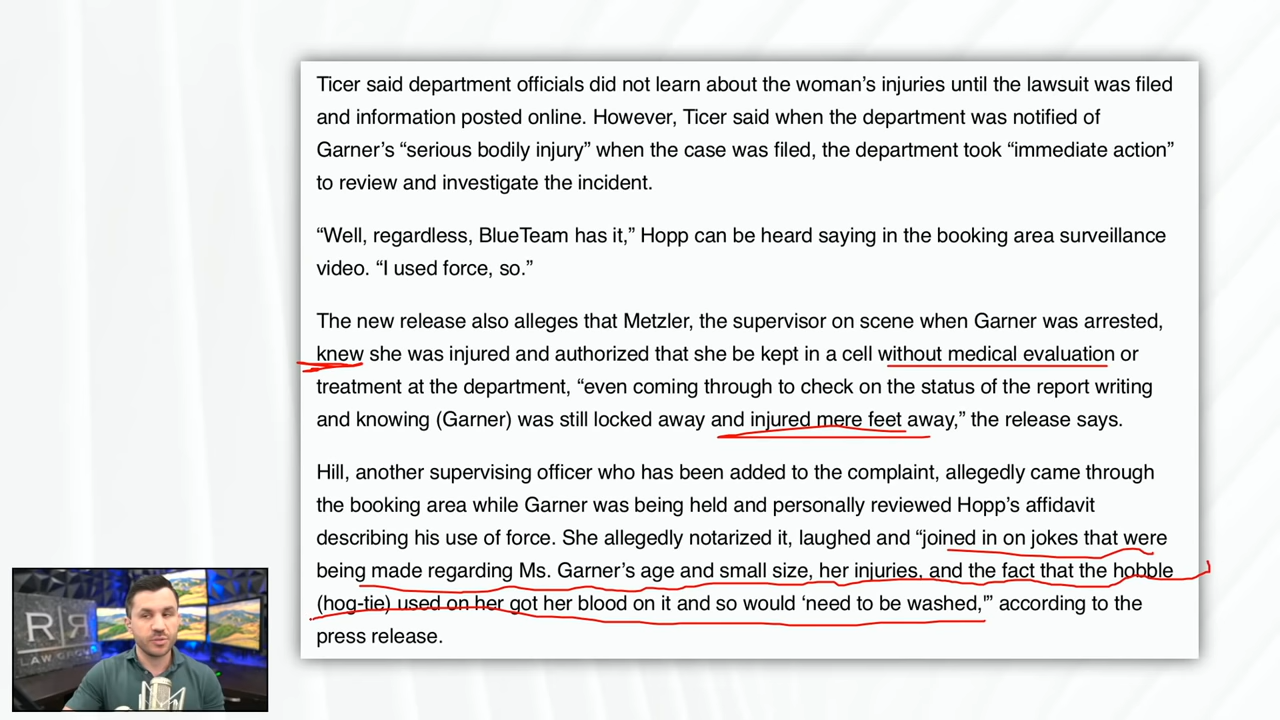 Ticer said department officials did not learn about the woman’s injuries until the lawsuit was filed
and information posted online. However, Ticer said when the department was notified of
Garner’s “serious bodily injury” when the case was filed, the department took “immediate action”
to review and investigate the incident.
“Well, regardless, BlueTeam has it,” Hopp can be heard saying in the booking area surveillance
video. “I used force, so.”
The new release also alleges that Metzler, the supervisor on scene when Garner was arrested,
knew she was injured and authorized that she be kept in a cell without medical evaluation or
treatment at the department, “even coming through to check on the status of the report writing
and knowing (Garner) was still locked away and injured mere feet away,” the release says.
Hill, another supervising officer who has been added to the complaint, allegedly came through
the booking area while Garner was being held and personally reviewed Hopp’s affidavit
describing his use of force. She allegedly notarized it, laughed and “joined in on jokes that were
being made regarding Ms. Garner’s age and small size, her injuries, and the fact that the hobble
(hog-tie) used on her got her blood on it and so would ‘need to be washed,’” according to the
press release.
R|R
LAW GROUP